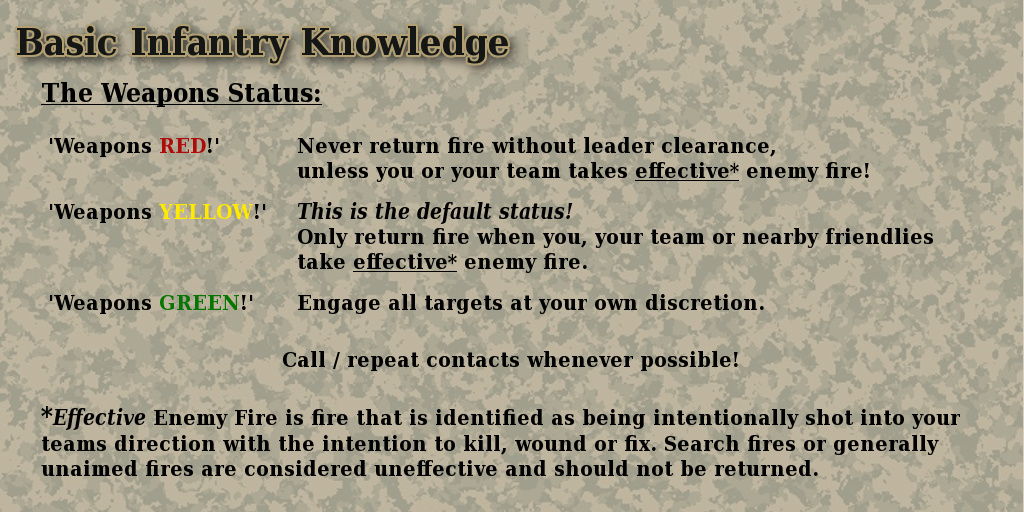 Basic Infantry Knowledge
The Weapons Status:
'Weapons RED!' Never return fire without leader clearance,
unless you or your team takes effective* enemy fire!
'Weapons YELLOW!' This is the default status!
Only return fire when you, your team or nearby friendlies
take effective* enemy fire.
'Weapons GREEN!' Engage all targets at your own discretion.
Call / repeat contacts whenever possible!
*Effective Enemy Fire is fire that is identified as being intentionally shot into your
teams direction with the intention to kill, wound or fix. Search fires or generally
unaimed fires are considered uneffective and should not be returned.